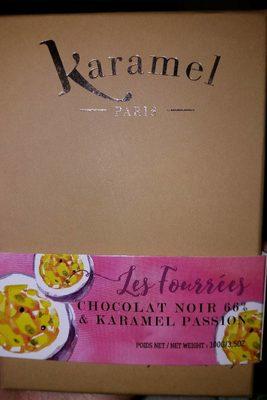 Karamel
PARIS
Les Fourrées
CHOCOLAT NOIR 66%
& KARAMEL PASSION
POIDS NET / NET WEIGHT : 100G/3,5OZ